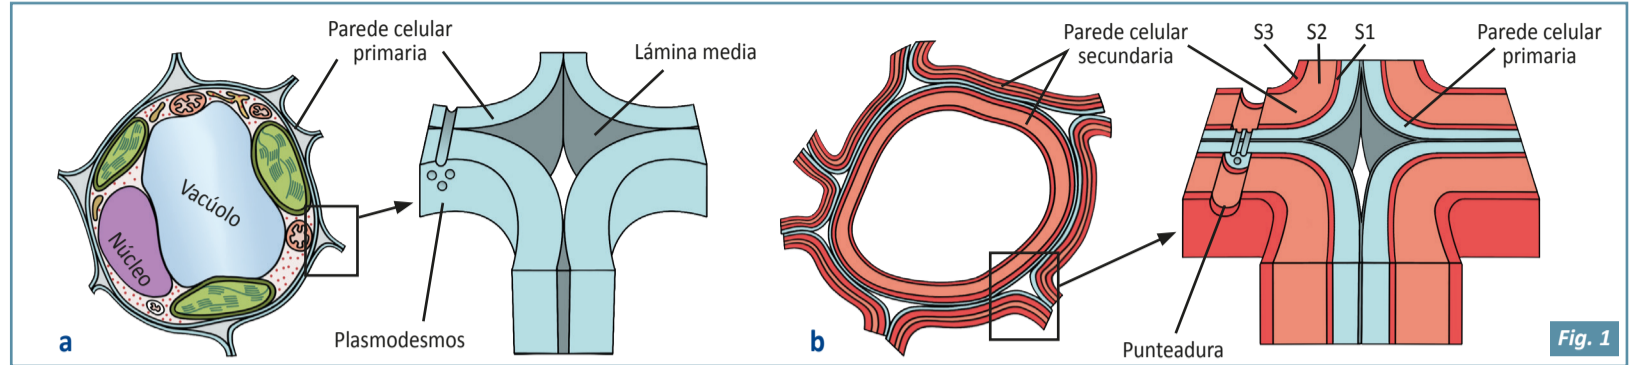 Parede celular
primaria
Lámina media
Vacúolo
Núcleo
Plasmodesmos
a
Parede celular
secundaria
S3
S2
S1
Parede celular
primaria
Punteadura
b
Fig. 1